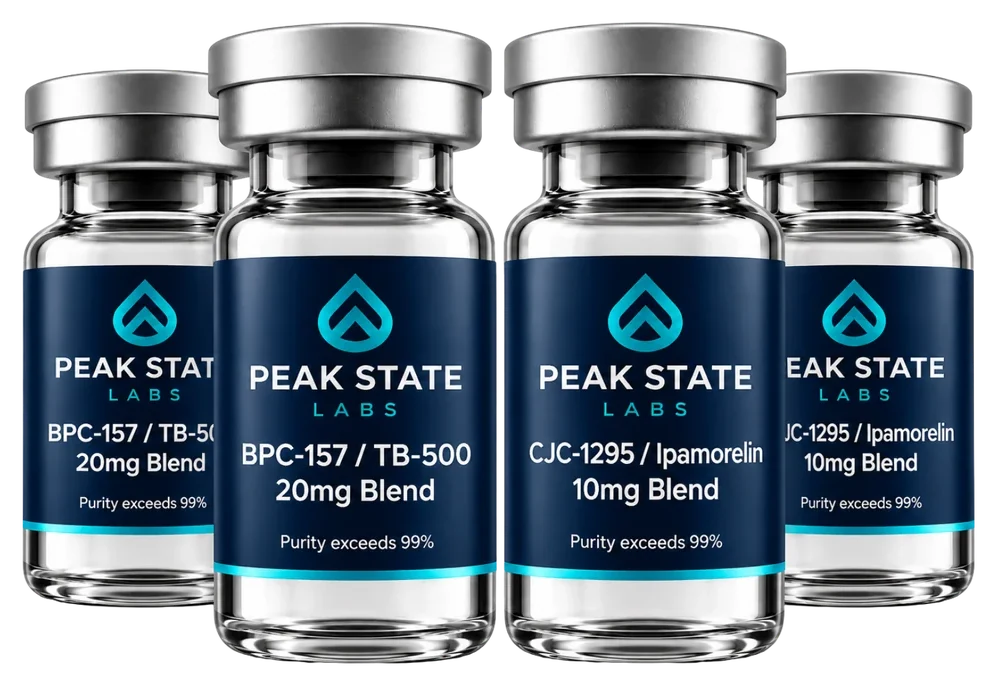 PEAK STAT
LABS
BPC-157 / TB-50
20mg Blend
Purity exceeds 99%
PEAK STATE
LABS
BPC-157 / TB-500
20mg Blend
Purity exceeds 99%
PEAK STATE
LABS
CJC-1295 / Ipamorelin
10mg Blend
Purity exceeds 99%
EAK STATE
LABS
JC-1295 / Ipamorelin
10mg Blend
Purity exceeds 99%